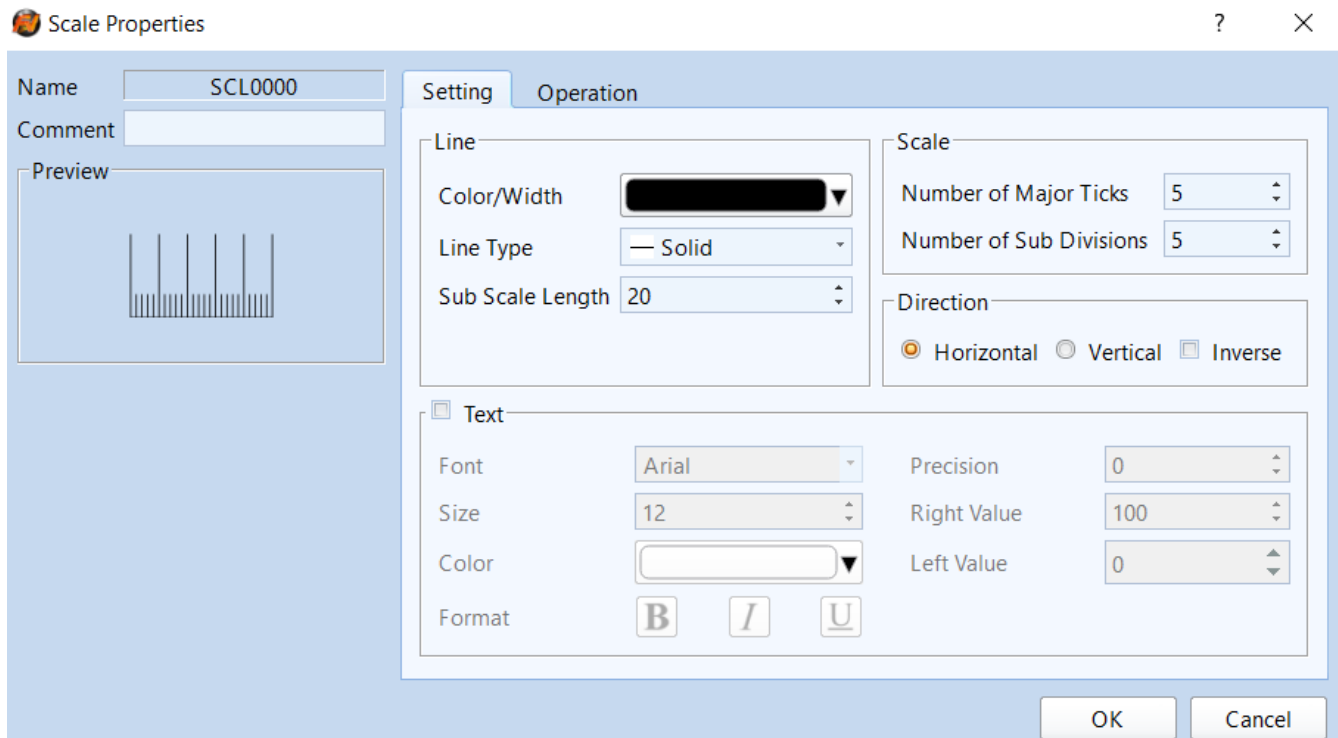 Scale Properties ?
Name SCL0000
Comment
Preview
Setting Operation
Line
Color/Width
Line Type Solid
Sub Scale Length 20
Scale
Number of Major Ticks 5
Number of Sub Divisions 5
Direction
Horizontal Vertical Inverse
Text
Font Arial
Size 12
Color
Format B I U
Precision 0
Right Value 100
Left Value 0
OK Cancel